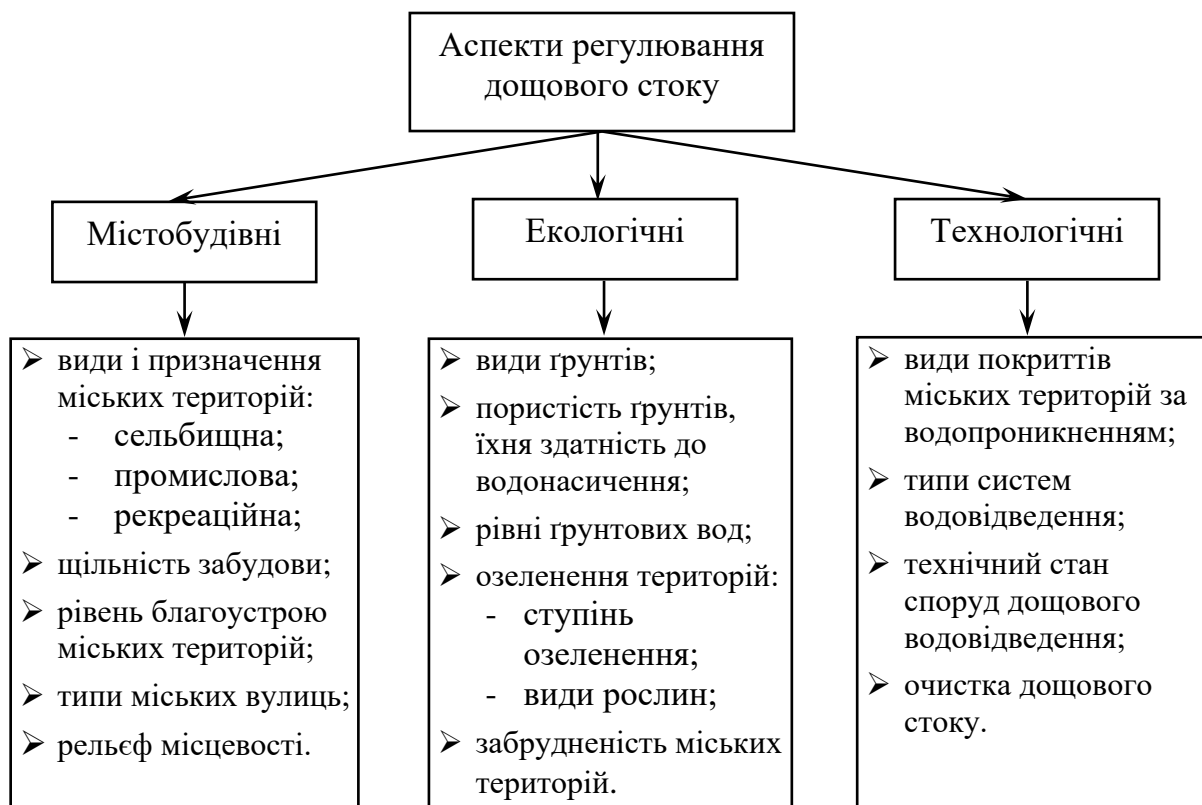 Аспекти регулювання
дощового стоку
Містобудівні
Екологічні
Технологічні
➢ види і призначення
міських територій:
- сельбищна;
- промислова;
- рекреаційна;
➢ щільність забудови;
➢ рівень благоустрою
міських територій;
➢ типи міських вулиць;
➢ рельєф місцевості.
➢ види ґрунтів;
➢ пористість ґрунтів,
їхня здатність до
водонасичення;
➢ рівні ґрунтових вод;
➢ озеленення територій:
- ступінь
озеленення;
- види рослин;
➢ забрудненість міських
територій.
➢ види покриттів
міських територій за
водопроникненням;
➢ типи систем
водовідведення;
➢ технічний стан
споруд дощового
водовідведення;
➢ очистка дощового
стоку.